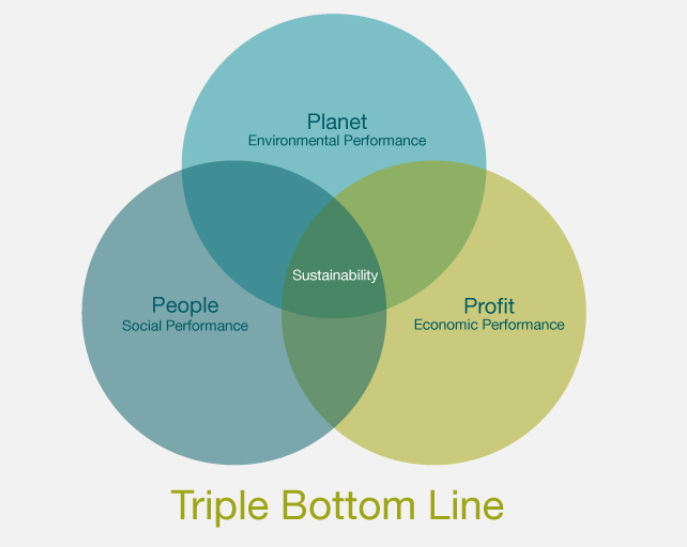 Planet
Environmental Performance
Sustainability
People
Social Performance
Profit
Economic Performance
Triple Bottom Line